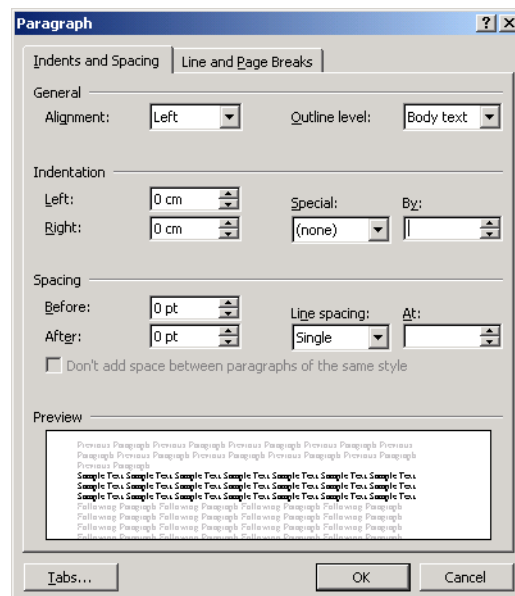 Paragraph
Indents and Spacing Line and Page Breaks
General
Alignment: Left Outline level: Body text
Indentation
Left: 0 cm Special: By:
Right: 0 cm (none)
Spacing
Before: 0 pt Line spacing: At:
After: 0 pt Single
Don't add space between paragraphs of the same style
Preview
Previous Paragraph Previous Paragraph Previous Paragraph Previous Paragraph Previous
Paragraph Previous Paragraph Previous Paragraph Previous Paragraph Previous Paragraph
Previous Paragraph
Sample Text Sample Text Sample Text Sample Text Sample Text Sample Text Sample Text
Sample Text Sample Text Sample Text Sample Text Sample Text Sample Text Sample Text
Sample Text Sample Text Sample Text Sample Text Sample Text Sample Text Sample Text
Following Paragraph Following Paragraph Following Paragraph Following Paragraph
Following Paragraph Following Paragraph Following Paragraph Following Paragraph
Following Paragraph Following Paragraph Following Paragraph Following Paragraph
Tabs... OK Cancel